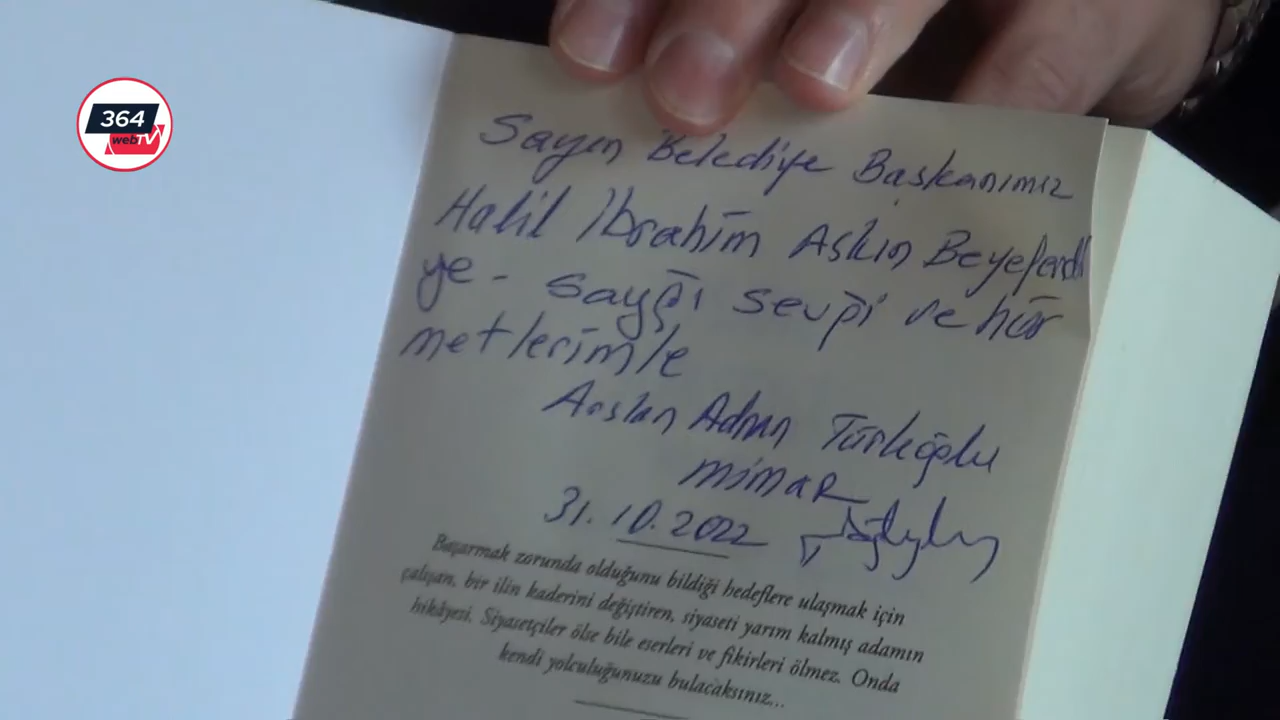 364
webTV
Sayın Belediye Başkanımız
Halil İbrahim Aşkın Beyefendi
ye - Saygı sevgi ve hür
metlerimle
Arslan Adnan Türkoğlu
mimar
31.10.2022
Başarmak zorunda olduğunu bildiği hedeflere ulaşmak için
çalışan, bir ilin kaderini değiştiren, siyaseti yarım kalmış adamın
hikâyesi. Siyasetçiler ölse bile eserleri ve fikirleri ölmez. Onda
kendi yolculuğunuzu bulacaksınız...